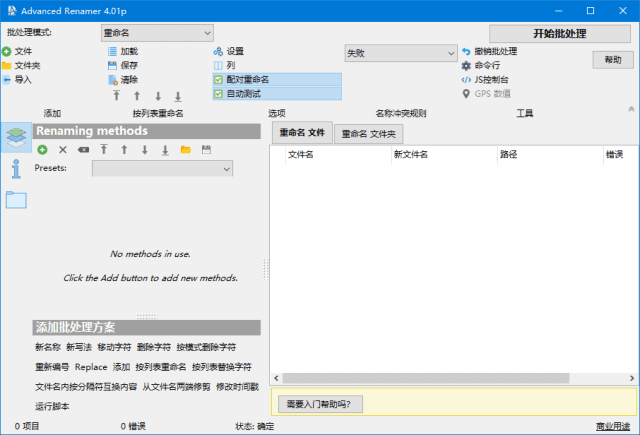 Advanced Renamer 4.01p
批处理模式: 重命名 开始批处理
文件 加载 设置 失败 撤销批处理 帮助
文件夹 保存 列 命令行
导入 清除 配对重命名 JS控制台
自动测试 GPS 数值
添加 按列表重命名 选项 名称冲突规则 工具
Renaming methods 重命名 文件 重命名 文件夹
文件名 新文件名 路径 错误
Presets:
No methods in use.
Click the Add button to add new methods.
添加批处理方案
新名称 新写法 移动字符 删除字符 按模式删除字符
重新编号 Replace 添加 按列表重命名 按列表替换字符
文件名内按分隔符互换内容 从文件名两端修剪 修改时间戳
运行脚本
需要入门帮助吗?
0 项目 0 错误 状态: 确定 商业用途